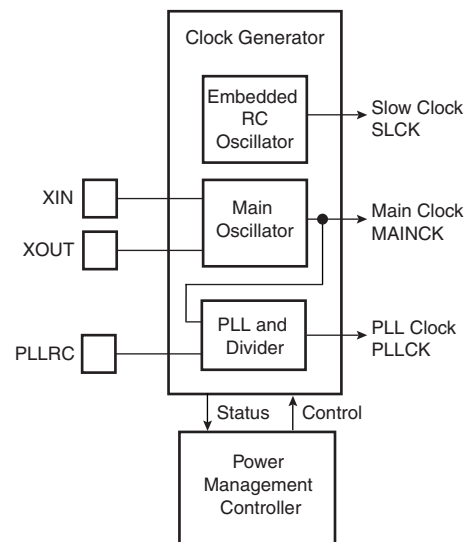 Clock Generator
Embedded
RC
Oscillator
Slow Clock
SLCK
XIN
XOUT
Main
Oscillator
Main Clock
MAINCK
PLLRC
PLL and
Divider
PLL Clock
PLLCK
Status
Control
Power
Management
Controller